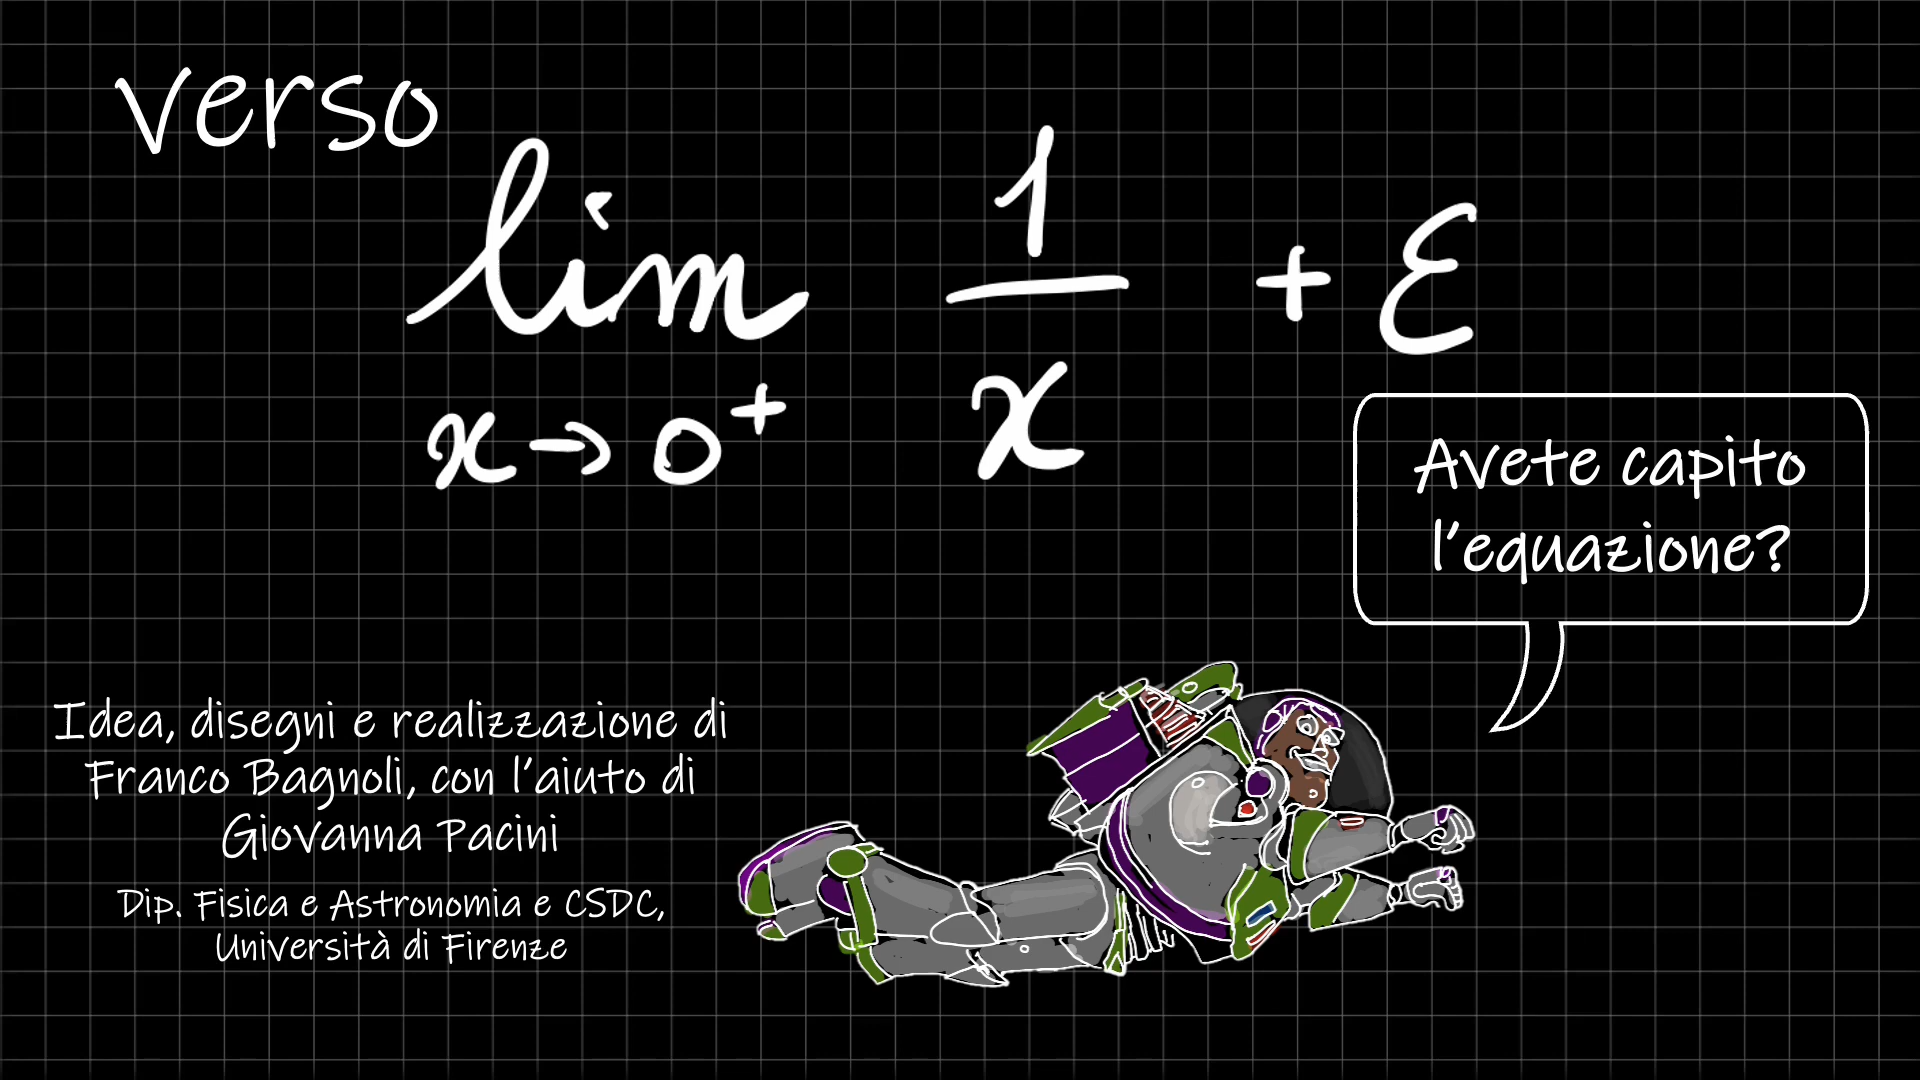 verso
lim 1/x + ε
x → 0⁺
Avete capito
l'equazione?
Idea, disegni e realizzazione di
Franco Bagnoli, con l'aiuto di
Giovanna Pacini
Dip. Fisica e Astronomia e CSDC,
Università di Firenze